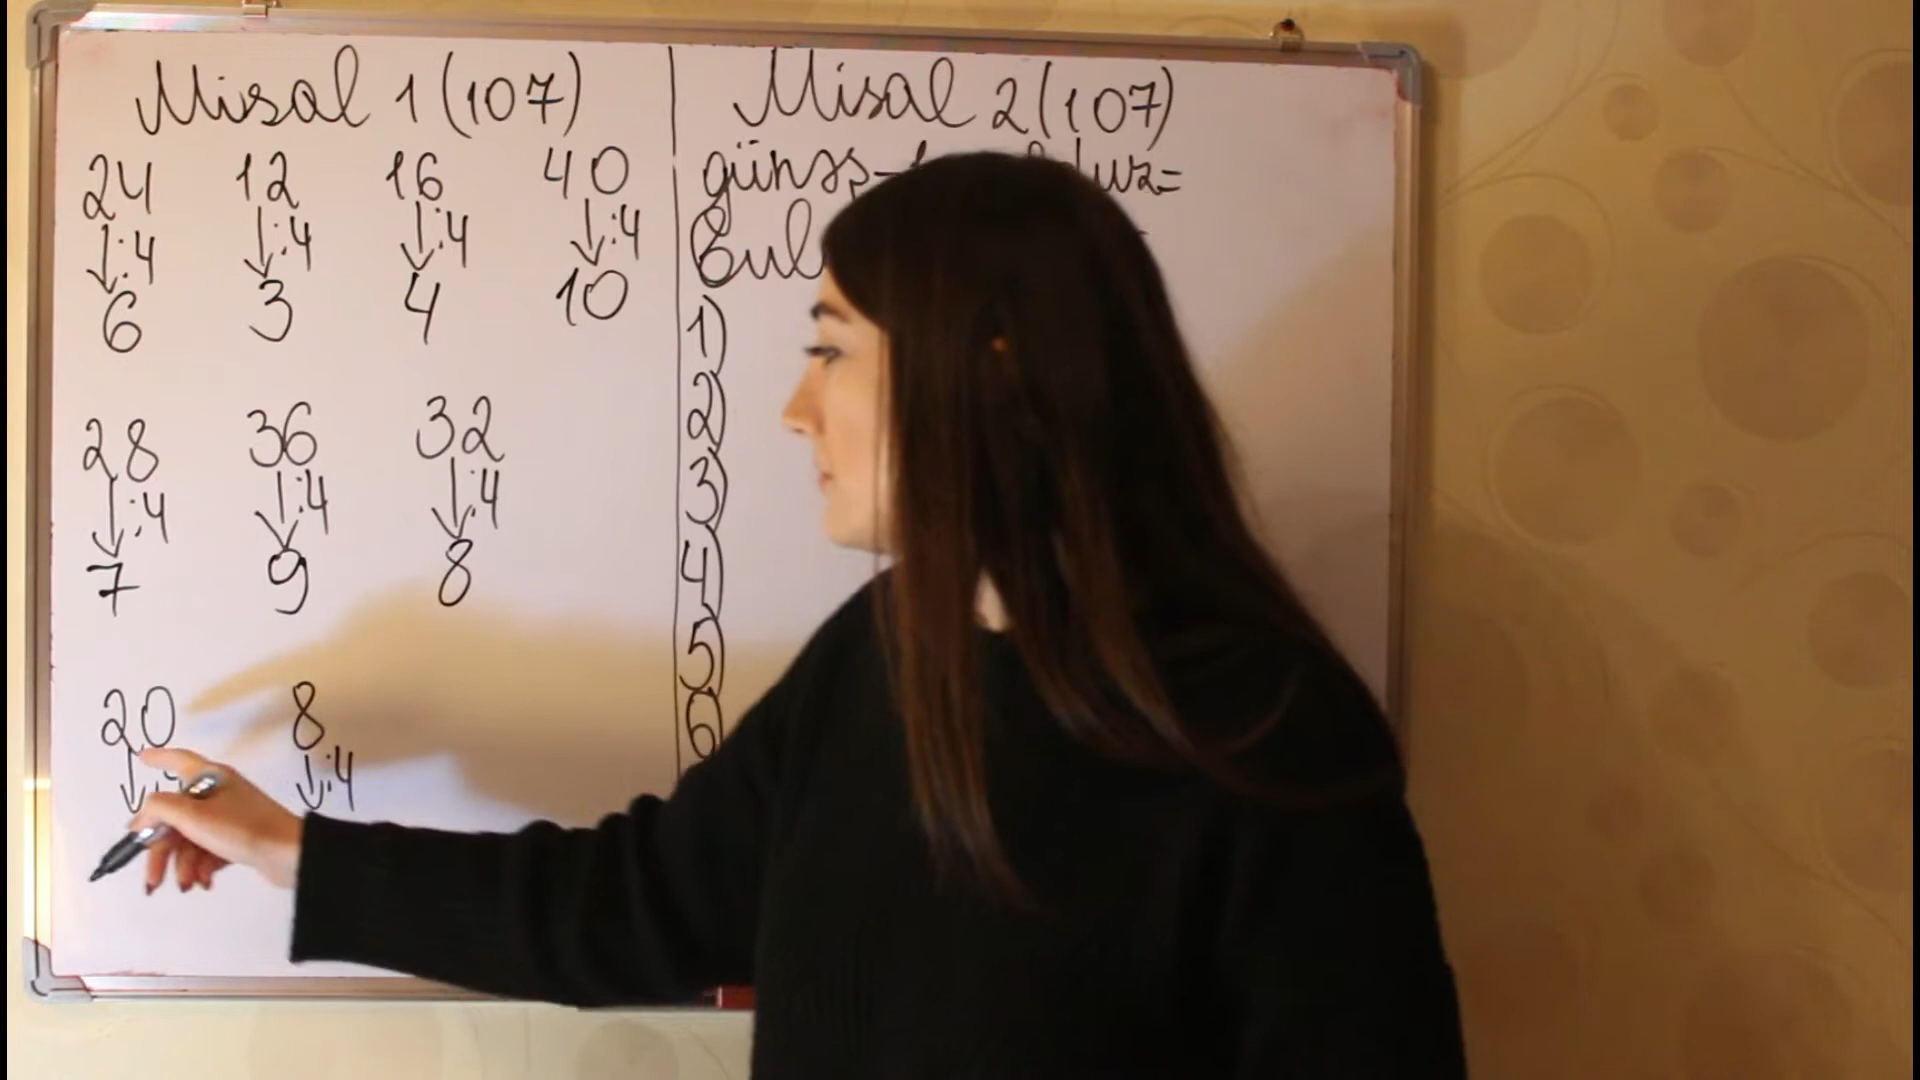 Misal 1 (107)
24 12 16 40
:4 :4 :4 :4
6 3 4 10
28 36 32
:4 :4 :4
7 9 8
20 8
:4
Misal 2 (107)
1)
2)
3)
4)
5)
6)